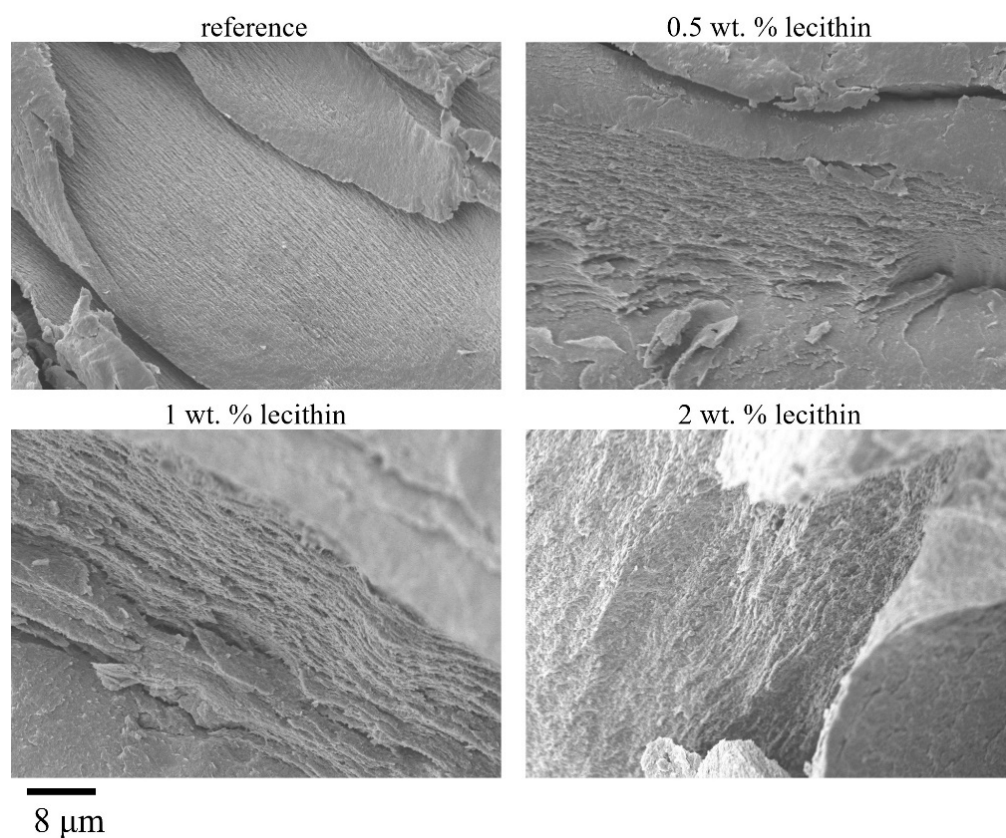 reference
0.5 wt. % lecithin
1 wt. % lecithin
2 wt. % lecithin
8 μm